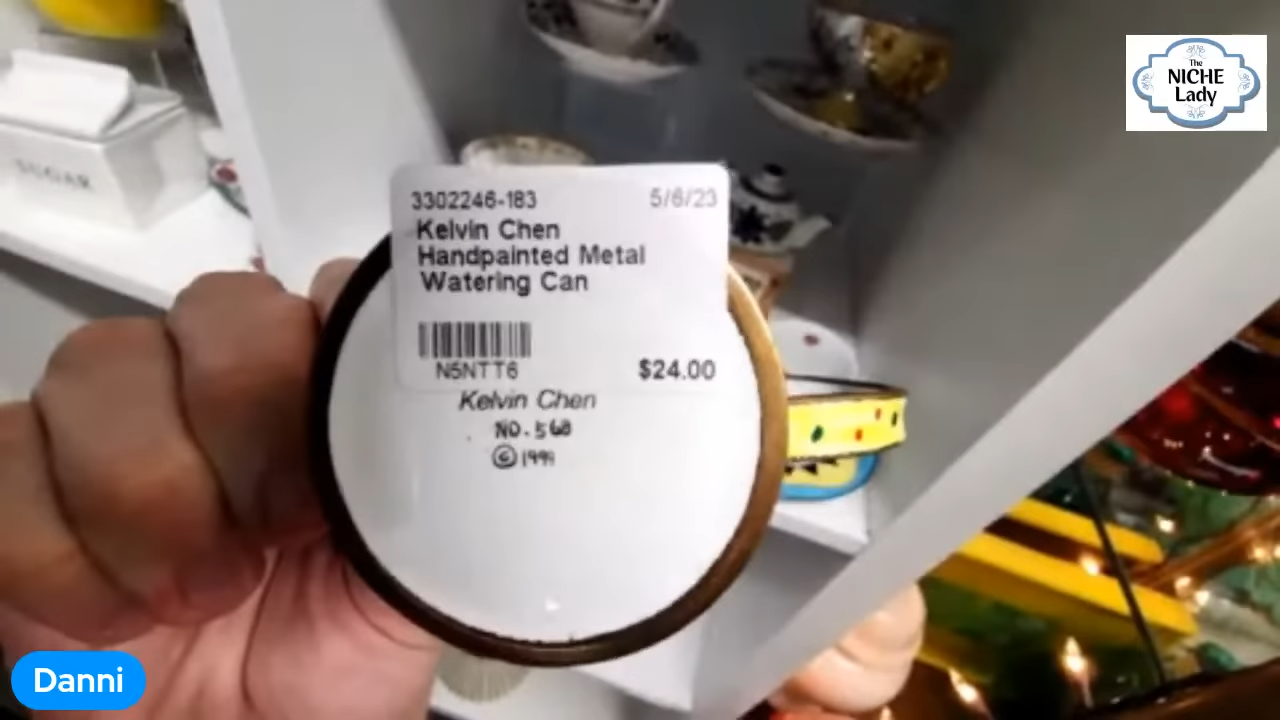 The
NICHE
Lady
SUGAR
3302246-183 5/6/23
Kelvin Chen
Handpainted Metal
Watering Can
N5NTT6 $24.00
Kelvin Chen
NO. 568
© 1991
Danni